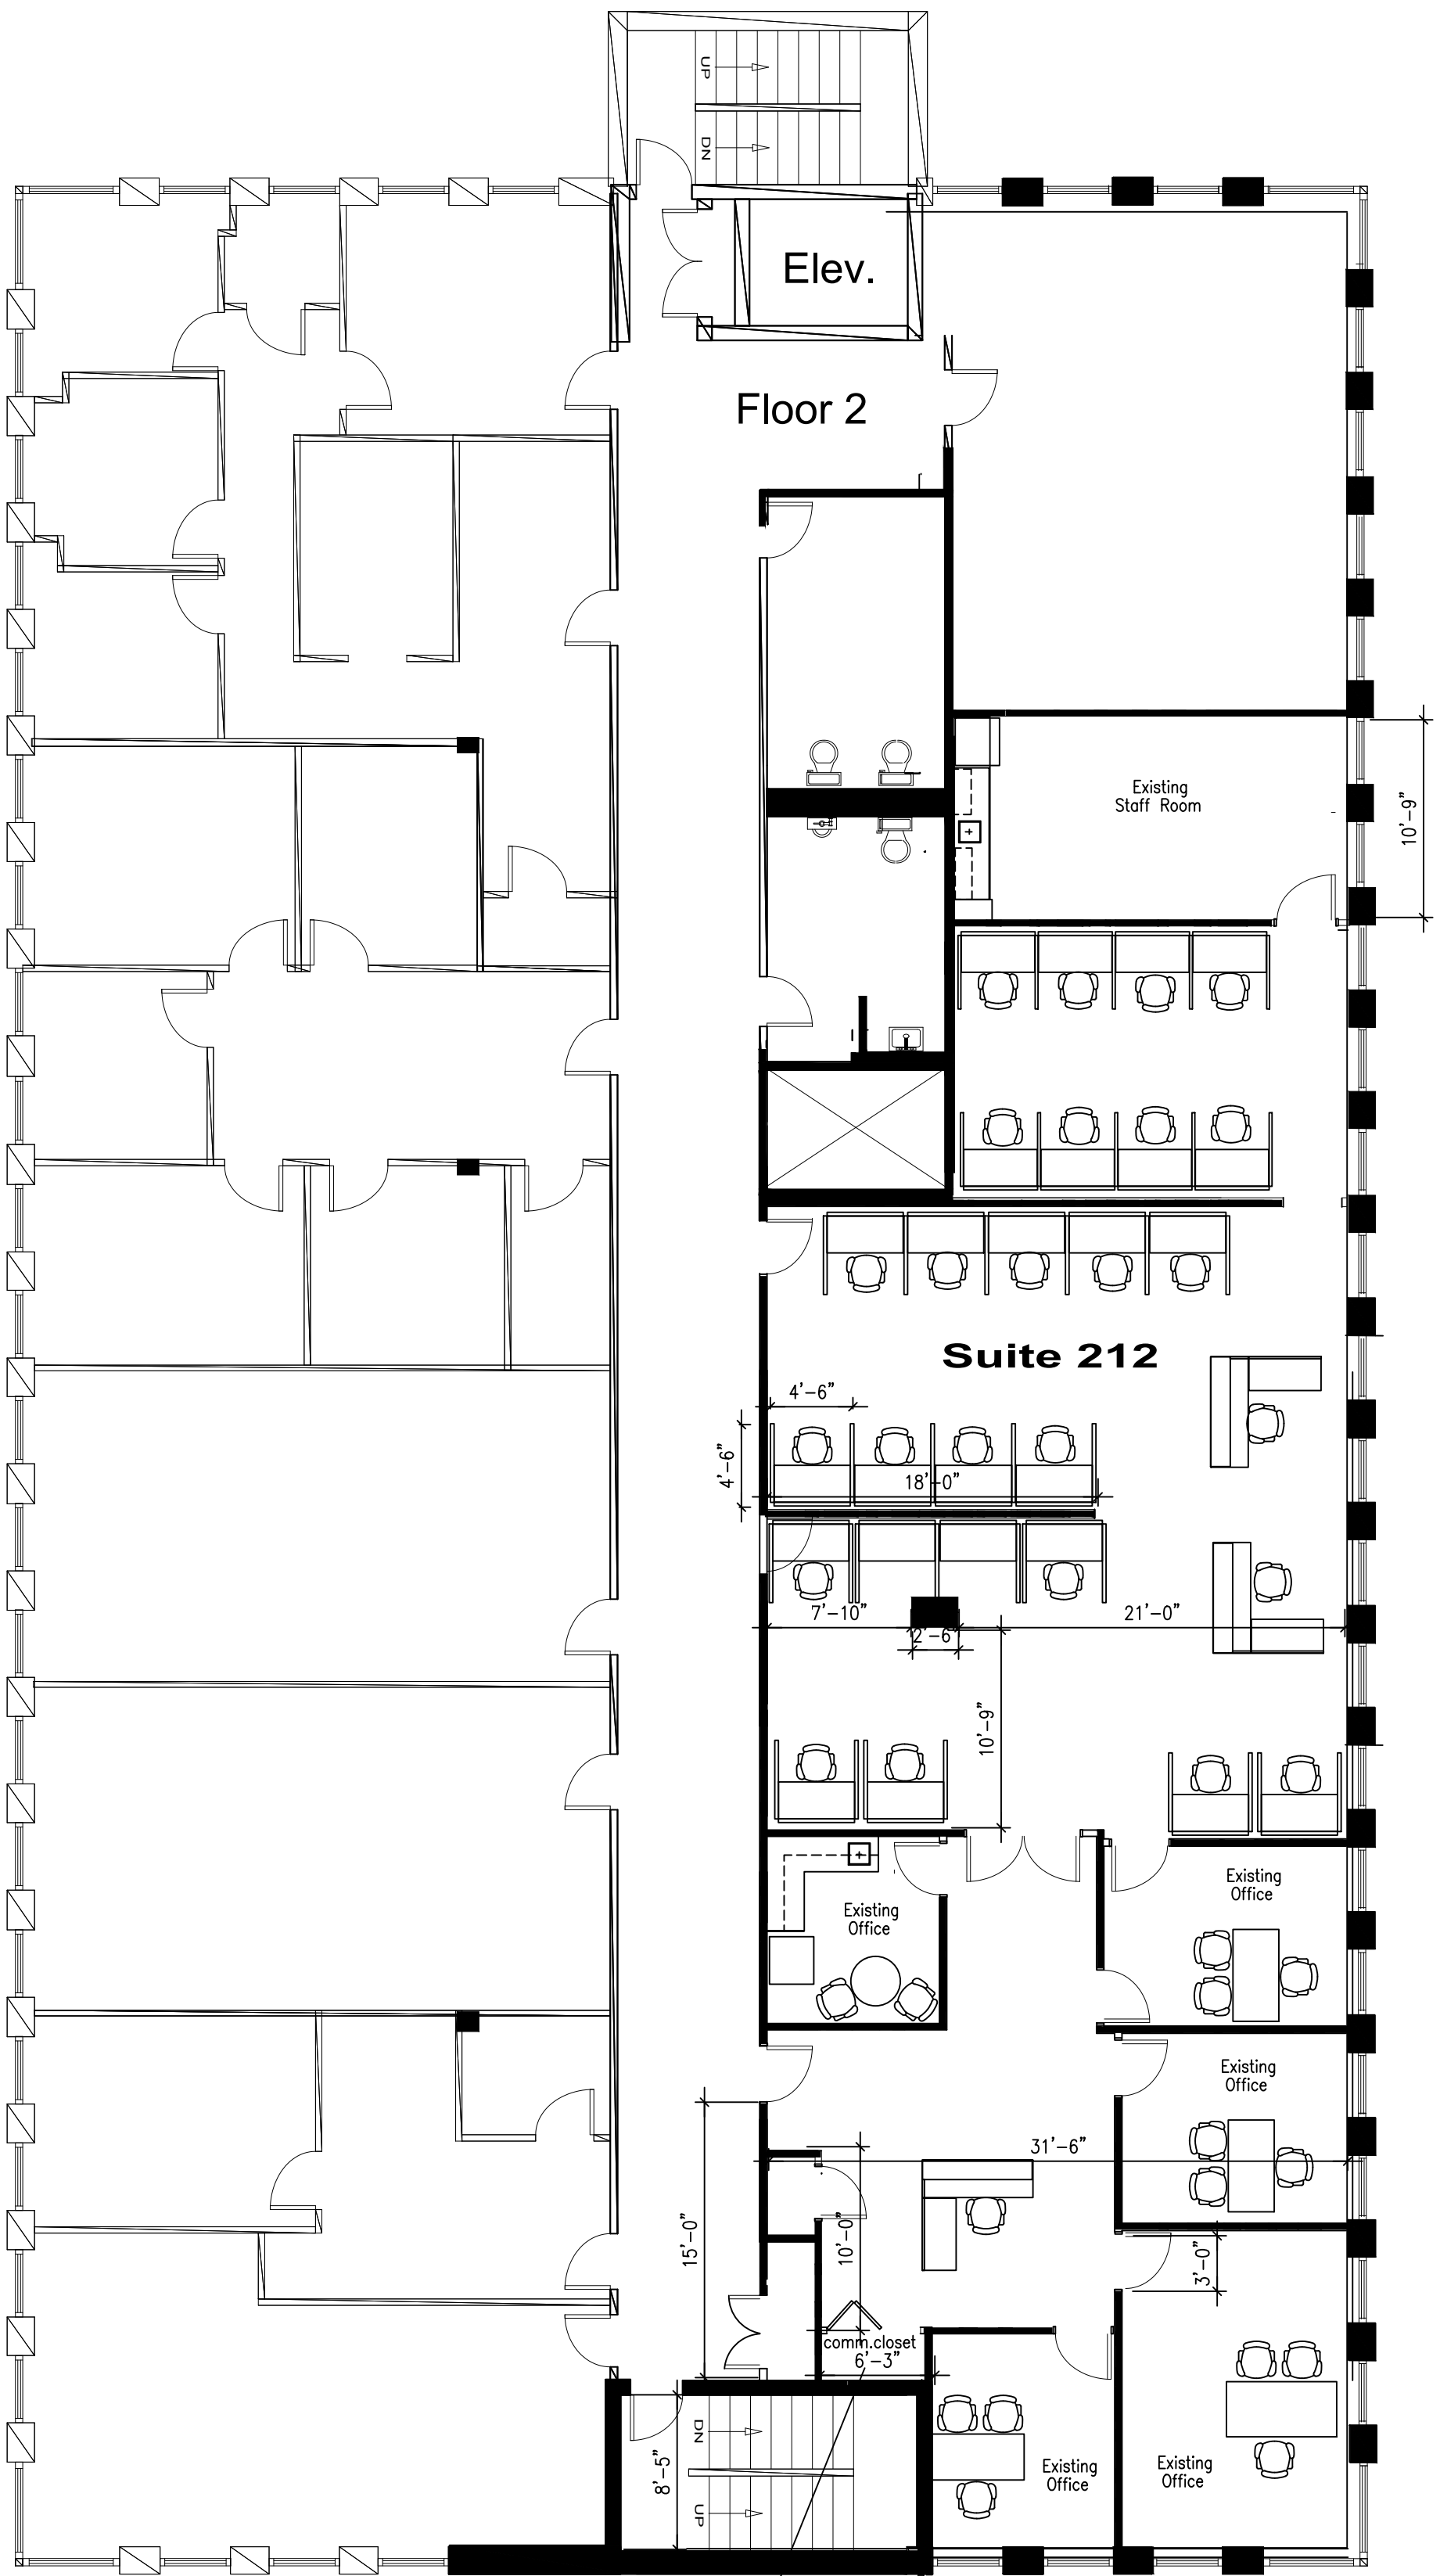 UP
DN
Elev.
Floor 2
Existing
Staff Room
10'-9"
Suite 212
4'-6"
4'-6"
18'-0"
7'-10"
21'-0"
2'-6"
10'-9"
Existing
Office
Existing
Office
Existing
Office
31'-6"
15'-0"
10'-0"
3'-0"
comm.closet
6'-3"
DN
8'-5"
UP
Existing
Office
Existing
Office